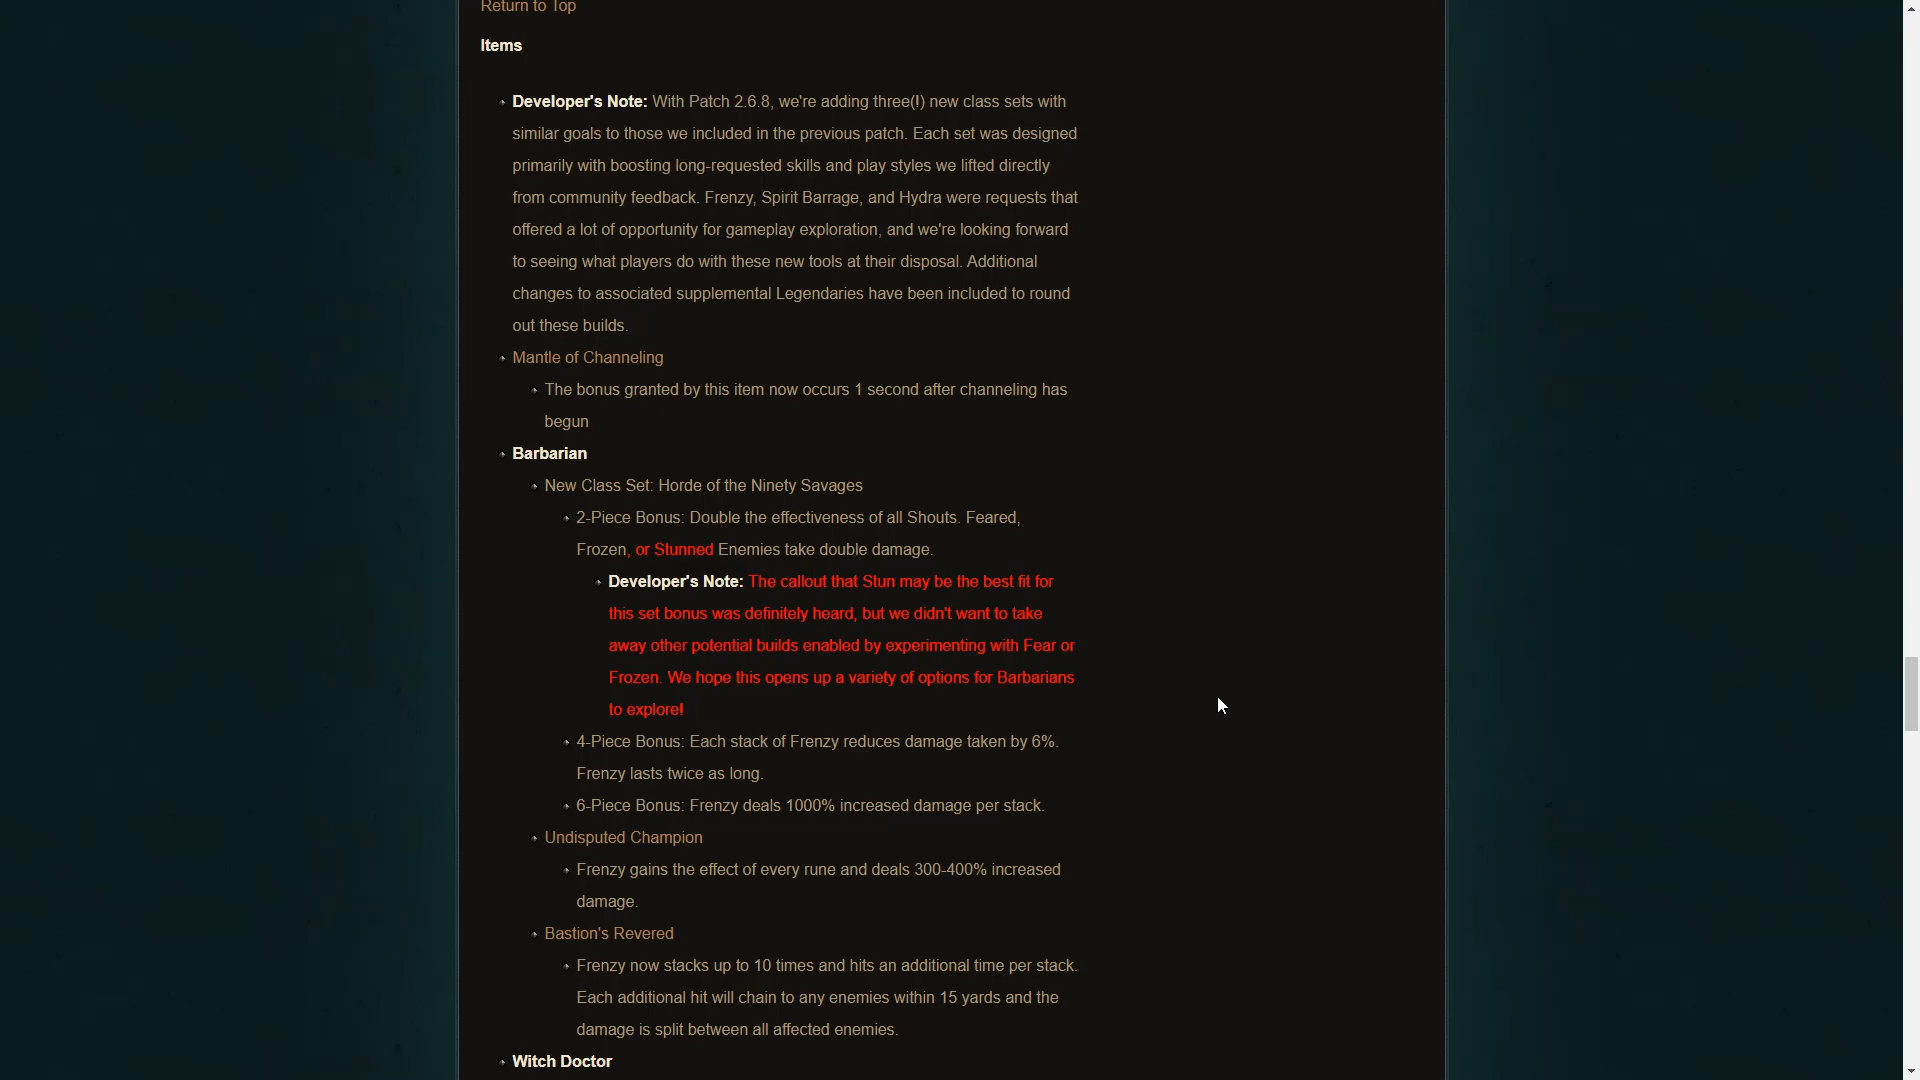 Return to Top
Items
Developer's Note: With Patch 2.6.8, we're adding three(!) new class sets with
similar goals to those we included in the previous patch. Each set was designed
primarily with boosting long-requested skills and play styles we lifted directly
from community feedback. Frenzy, Spirit Barrage, and Hydra were requests that
offered a lot of opportunity for gameplay exploration, and we're looking forward
to seeing what players do with these new tools at their disposal. Additional
changes to associated supplemental Legendaries have been included to round
out these builds.
Mantle of Channeling
The bonus granted by this item now occurs 1 second after channeling has
begun
Barbarian
New Class Set: Horde of the Ninety Savages
2-Piece Bonus: Double the effectiveness of all Shouts. Feared,
Frozen, or Stunned Enemies take double damage.
Developer's Note: The callout that Stun may be the best fit for
this set bonus was definitely heard, but we didn't want to take
away other potential builds enabled by experimenting with Fear or
Frozen. We hope this opens up a variety of options for Barbarians
to explore!
4-Piece Bonus: Each stack of Frenzy reduces damage taken by 6%.
Frenzy lasts twice as long.
6-Piece Bonus: Frenzy deals 1000% increased damage per stack.
Undisputed Champion
Frenzy gains the effect of every rune and deals 300-400% increased
damage.
Bastion's Revered
Frenzy now stacks up to 10 times and hits an additional time per stack.
Each additional hit will chain to any enemies within 15 yards and the
damage is split between all affected enemies.
Witch Doctor